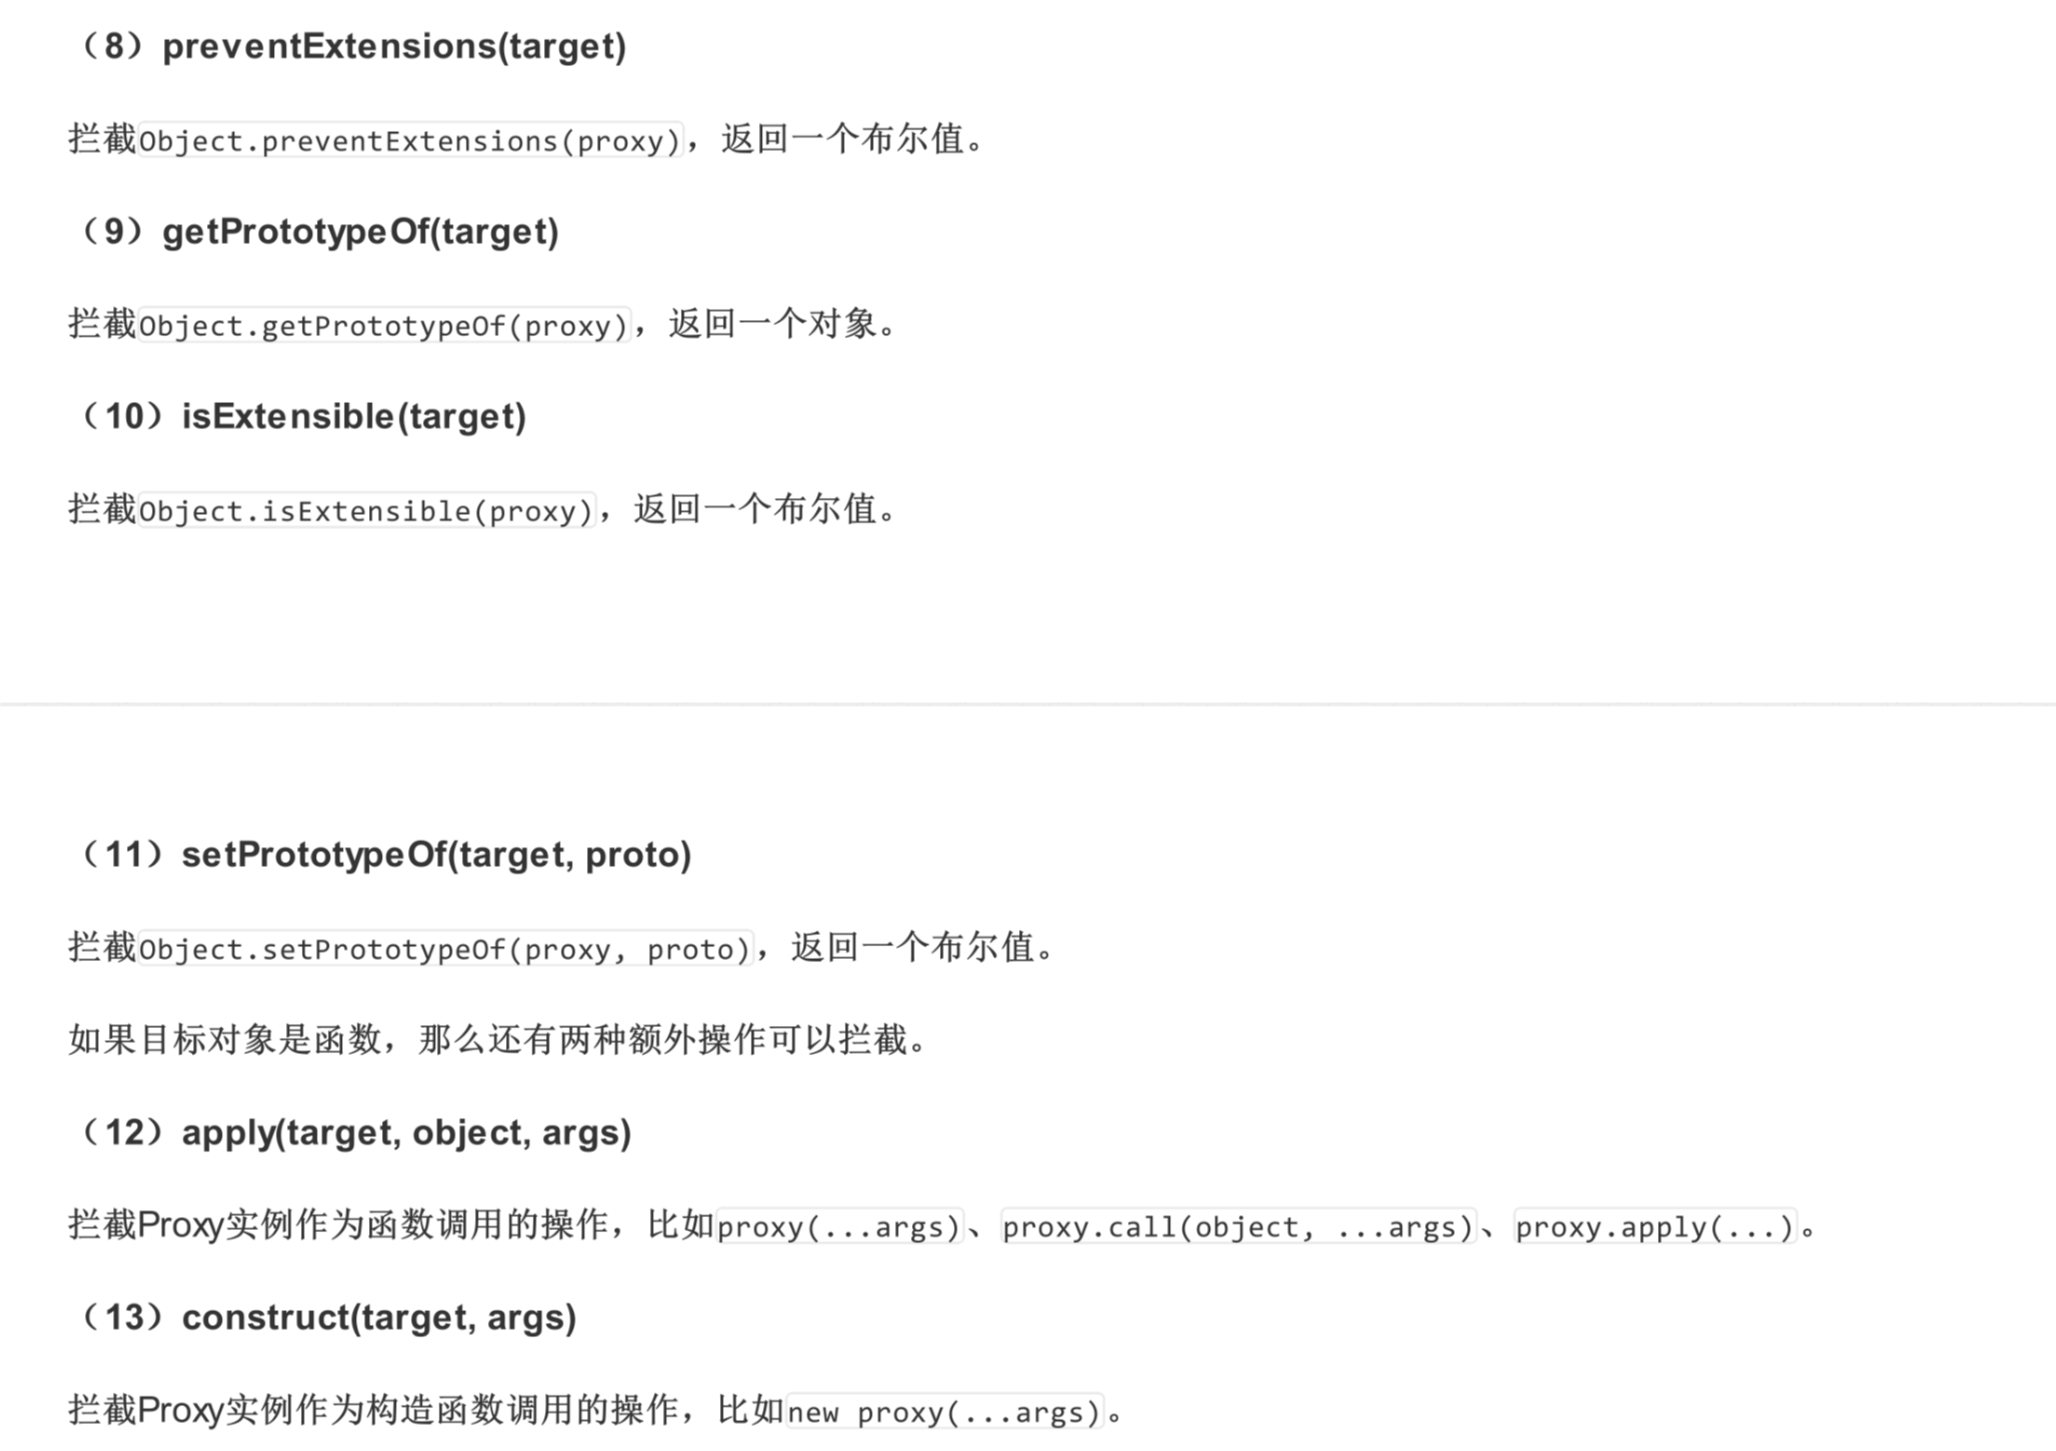 （8）preventExtensions(target)
拦截Object.preventExtensions(proxy)，返回一个布尔值。
（9）getPrototypeOf(target)
拦截Object.getPrototypeOf(proxy)，返回一个对象。
（10）isExtensible(target)
拦截Object.isExtensible(proxy)，返回一个布尔值。
（11）setPrototypeOf(target, proto)
拦截Object.setPrototypeOf(proxy, proto)，返回一个布尔值。
如果目标对象是函数，那么还有两种额外操作可以拦截。
（12）apply(target, object, args)
拦截Proxy实例作为函数调用的操作，比如proxy(...args)、proxy.call(object, ...args)、proxy.apply(...)。
（13）construct(target, args)
拦截Proxy实例作为构造函数调用的操作，比如new proxy(...args)。